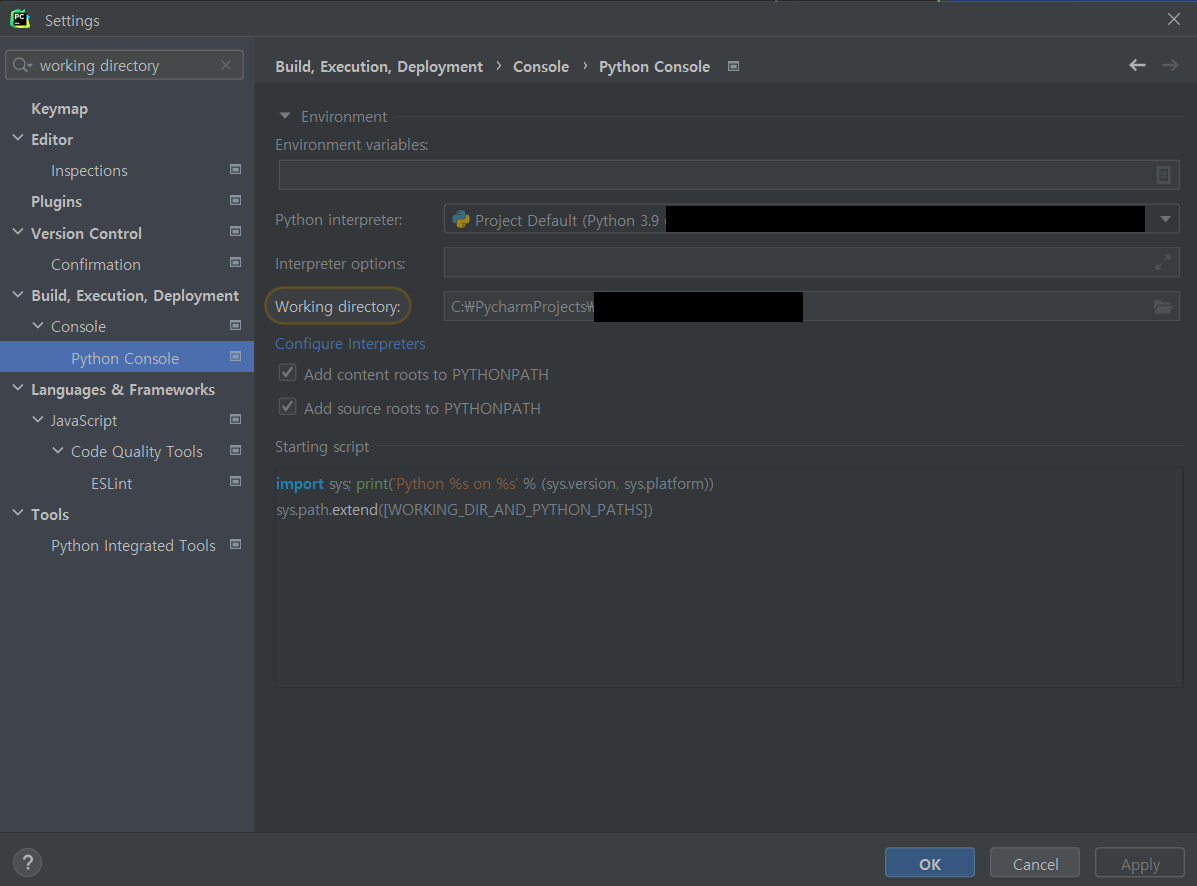 PC
Settings
working directory
Keymap
Editor
Inspections
Plugins
Version Control
Confirmation
Build, Execution, Deployment
Console
Python Console
Languages & Frameworks
JavaScript
Code Quality Tools
ESLint
Tools
Python Integrated Tools
Build, Execution, Deployment › Console › Python Console
Environment
Environment variables:
Python interpreter: Project Default (Python 3.9 (
Interpreter options:
Working directory: C:₩PycharmProjects₩
Configure Interpreters
Add content roots to PYTHONPATH
Add source roots to PYTHONPATH
Starting script
import sys; print('Python %s on %s' % (sys.version, sys.platform))
sys.path.extend([WORKING_DIR_AND_PYTHON_PATHS])
?
OK Cancel Apply